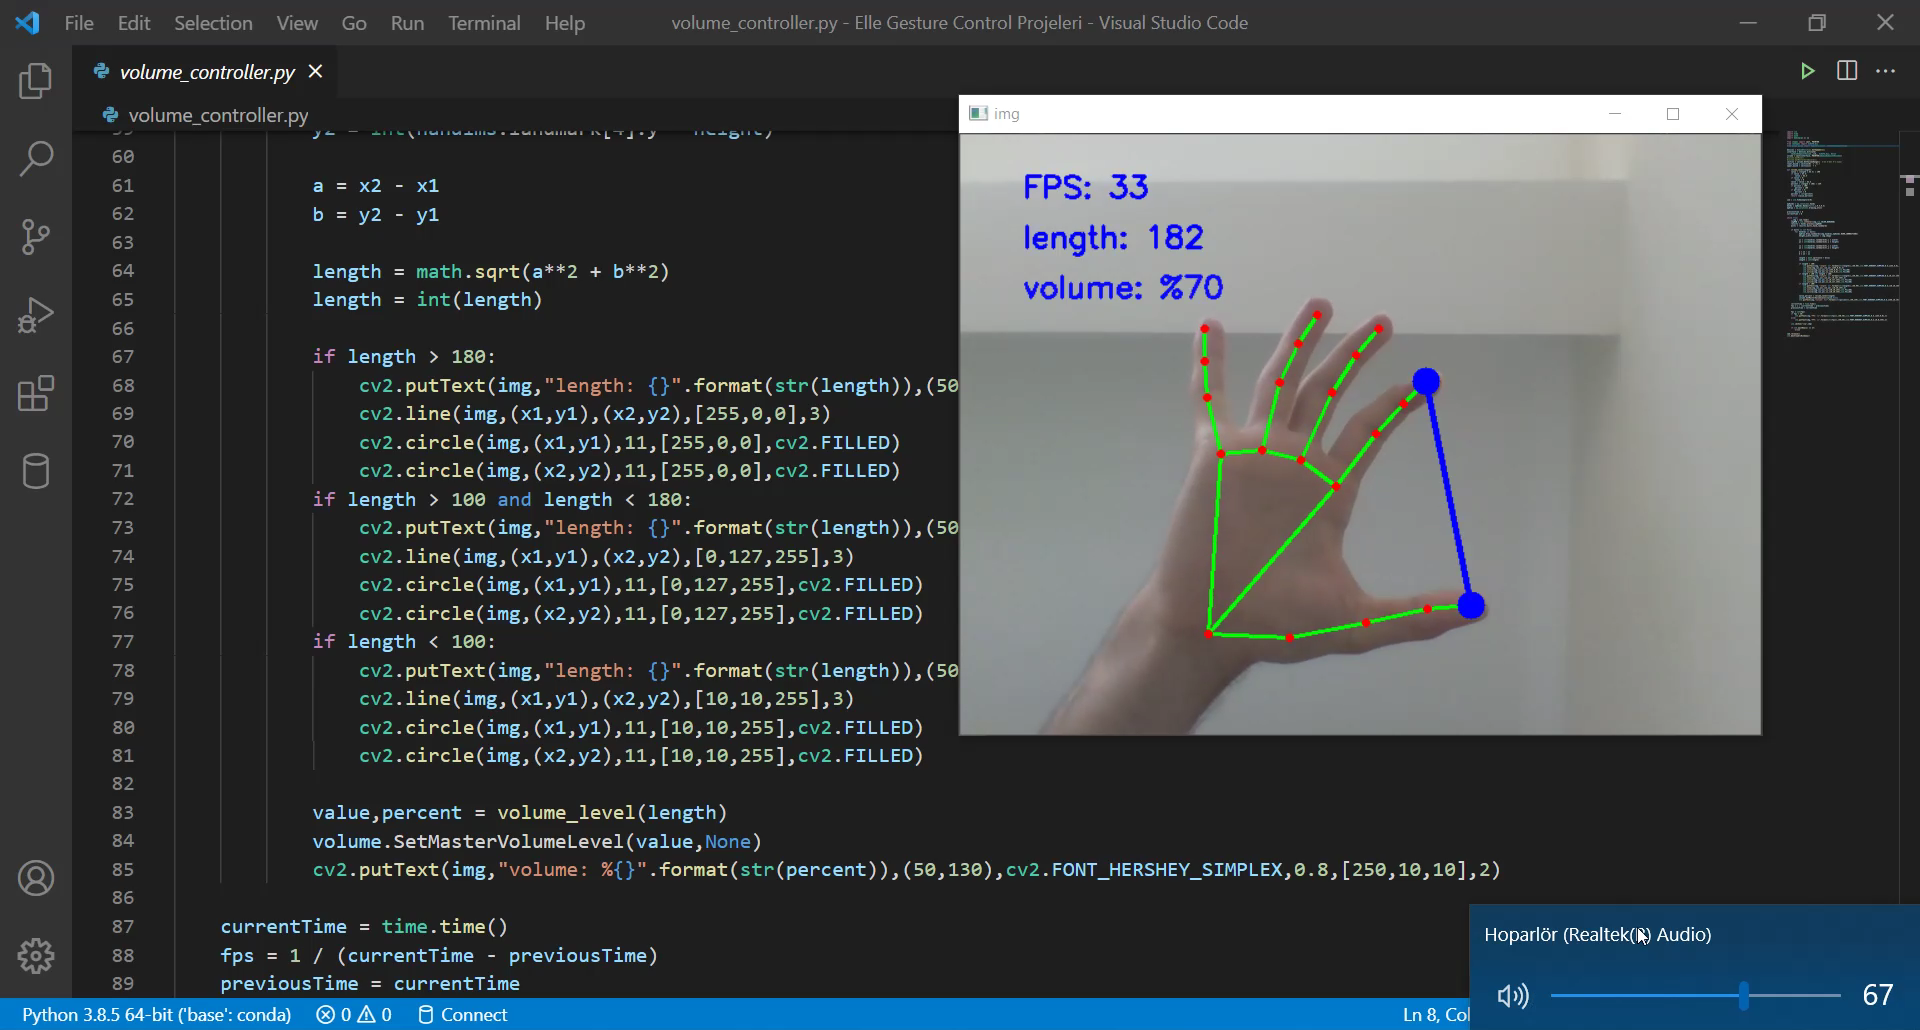 File Edit Selection View Go Run Terminal Help
volume_controller.py - Elle Gesture Control Projeleri - Visual Studio Code
volume_controller.py
volume_controller.py
img
FPS: 33
length: 182
volume: %70
60
61 a = x2 - x1
62 b = y2 - y1
63
64 length = math.sqrt(a**2 + b**2)
65 length = int(length)
66
67 if length > 180:
68 cv2.putText(img,"length: {}".format(str(length)),(50
69 cv2.line(img,(x1,y1),(x2,y2),[255,0,0],3)
70 cv2.circle(img,(x1,y1),11,[255,0,0],cv2.FILLED)
71 cv2.circle(img,(x2,y2),11,[255,0,0],cv2.FILLED)
72 if length > 100 and length < 180:
73 cv2.putText(img,"length: {}".format(str(length)),(50
74 cv2.line(img,(x1,y1),(x2,y2),[0,127,255],3)
75 cv2.circle(img,(x1,y1),11,[0,127,255],cv2.FILLED)
76 cv2.circle(img,(x2,y2),11,[0,127,255],cv2.FILLED)
77 if length < 100:
78 cv2.putText(img,"length: {}".format(str(length)),(50
79 cv2.line(img,(x1,y1),(x2,y2),[10,10,255],3)
80 cv2.circle(img,(x1,y1),11,[10,10,255],cv2.FILLED)
81 cv2.circle(img,(x2,y2),11,[10,10,255],cv2.FILLED)
82
83 value,percent = volume_level(length)
84 volume.SetMasterVolumeLevel(value,None)
85 cv2.putText(img,"volume: %{}".format(str(percent)),(50,130),cv2.FONT_HERSHEY_SIMPLEX,0.8,[250,10,10],2)
86
87 currentTime = time.time()
88 fps = 1 / (currentTime - previousTime)
89 previousTime = currentTime
Hoparlör (Realtek(R) Audio)
67
Python 3.8.5 64-bit ('base': conda) 0 0 Connect
Ln 8, Col